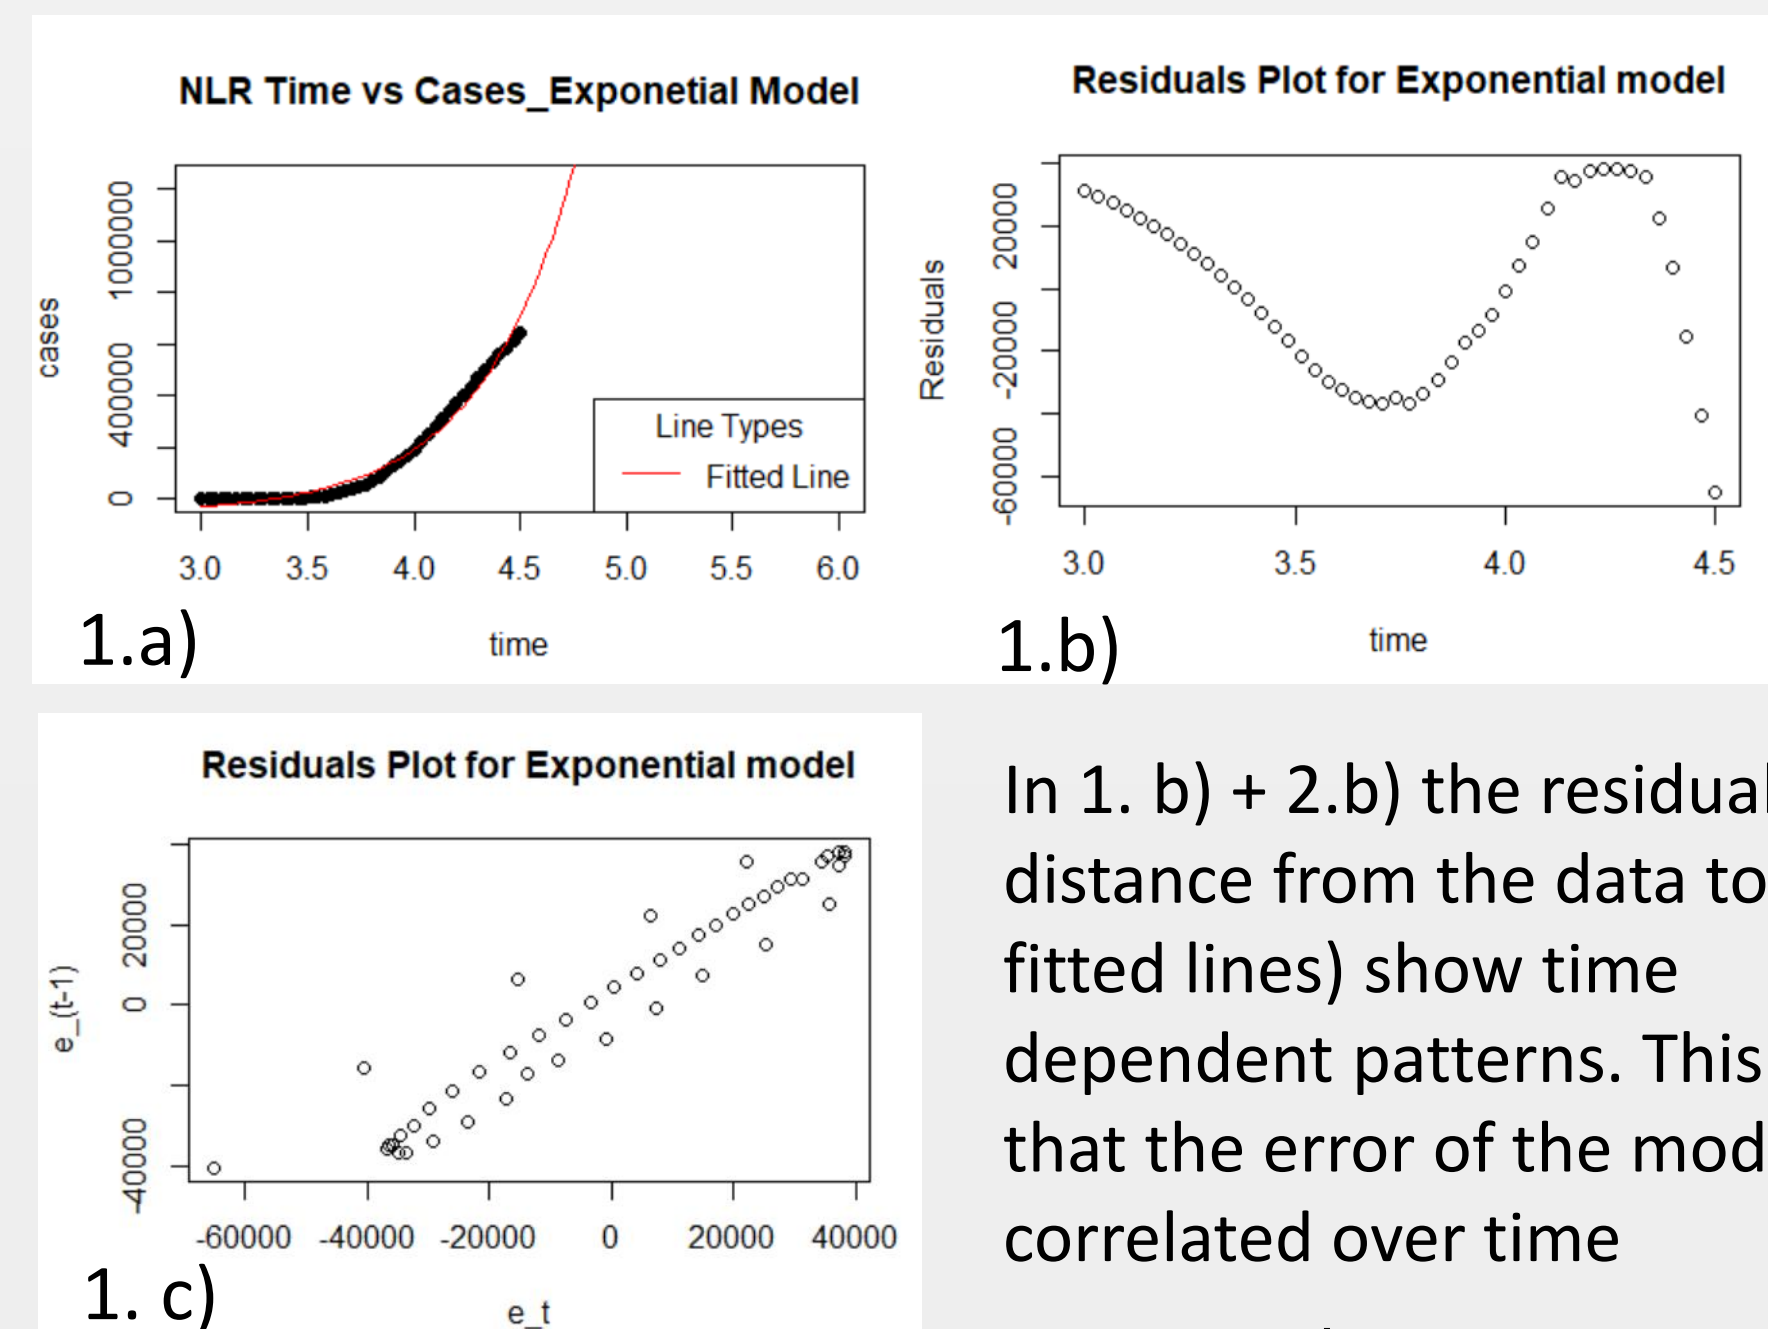 NLR Time vs Cases_Exponetial Model
cases
0 400000 1000000
Line Types
Fitted Line
3.0 3.5 4.0 4.5 5.0 5.5 6.0
time
1.a)
Residuals Plot for Exponential model
Residuals
-60000 -20000 20000
3.0 3.5 4.0 4.5
time
1.b)
Residuals Plot for Exponential model
e_(t-1)
-40000 0 20000
-60000 -40000 -20000 0 20000 40000
e_t
1. c)
In 1. b) + 2.b) the residual
distance from the data to
fitted lines) show time
dependent patterns. This
that the error of the mod
correlated over time